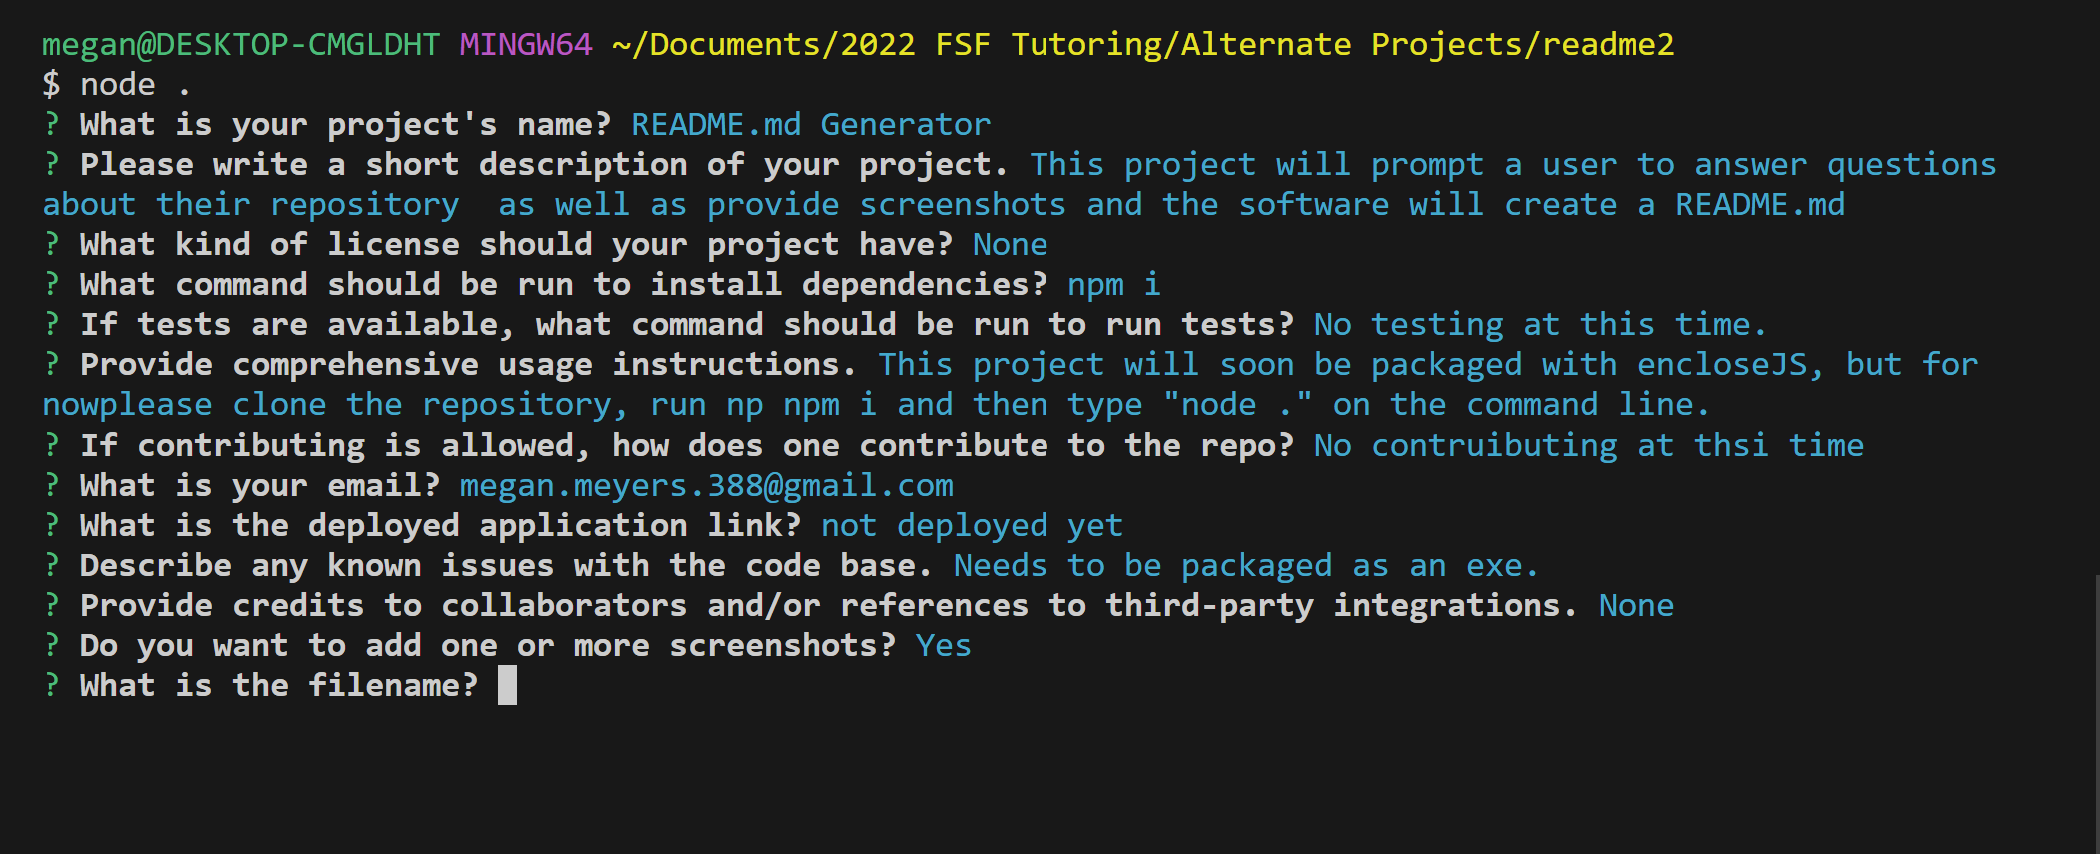 megan@DESKTOP-CMGLDHT MINGW64 ~/Documents/2022 FSF Tutoring/Alternate Projects/readme2
$ node .
? What is your project's name? README.md Generator
? Please write a short description of your project. This project will prompt a user to answer questions
about their repository  as well as provide screenshots and the software will create a README.md
? What kind of license should your project have? None
? What command should be run to install dependencies? npm i
? If tests are available, what command should be run to run tests? No testing at this time.
? Provide comprehensive usage instructions. This project will soon be packaged with encloseJS, but for
nowplease clone the repository, run np npm i and then type "node ." on the command line.
? If contributing is allowed, how does one contribute to the repo? No contruibuting at thsi time
? What is your email? megan.meyers.388@gmail.com
? What is the deployed application link? not deployed yet
? Describe any known issues with the code base. Needs to be packaged as an exe.
? Provide credits to collaborators and/or references to third-party integrations. None
? Do you want to add one or more screenshots? Yes
? What is the filename?